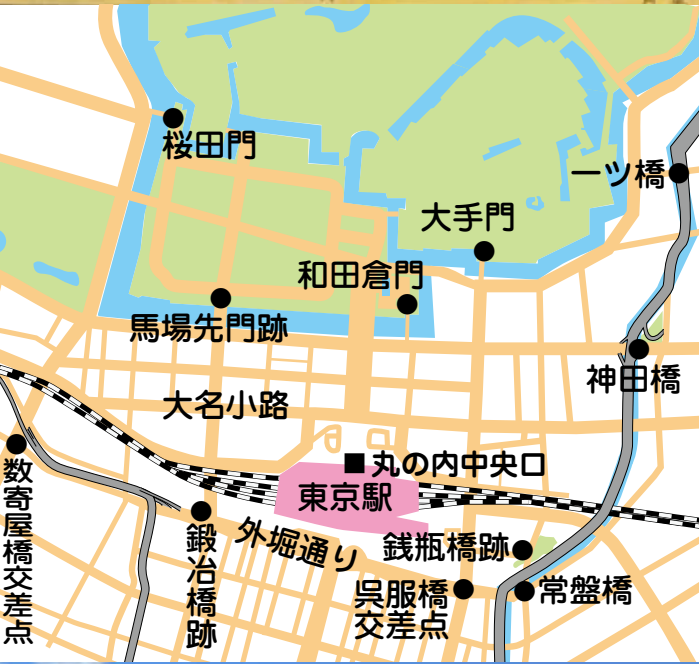 桜田門
一ツ橋
大手門
和田倉門
馬場先門跡
神田橋
大名小路
丸の内中央口
東京駅
数寄屋橋交差点
鍛冶橋跡
外堀通り
銭瓶橋跡
呉服橋
交差点
常盤橋